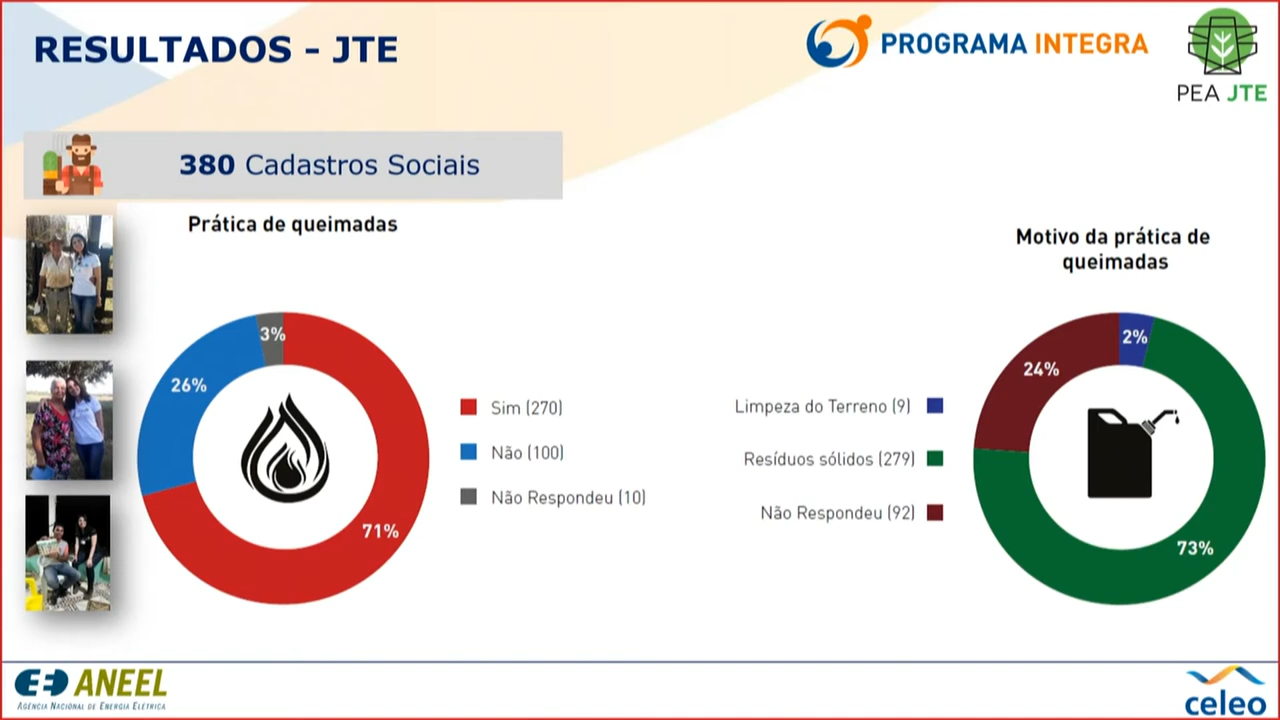 RESULTADOS - JTE
PROGRAMA INTEGRA
PEA JTE
380 Cadastros Sociais
Prática de queimadas
3%
26%
71%
Sim (270)
Não (100)
Não Respondeu (10)
Motivo da prática de
queimadas
2%
24%
73%
Limpeza do Terreno (9)
Resíduos sólidos (279)
Não Respondeu (92)
ANEEL
AGÊNCIA NACIONAL DE ENERGIA ELÉTRICA
celeo